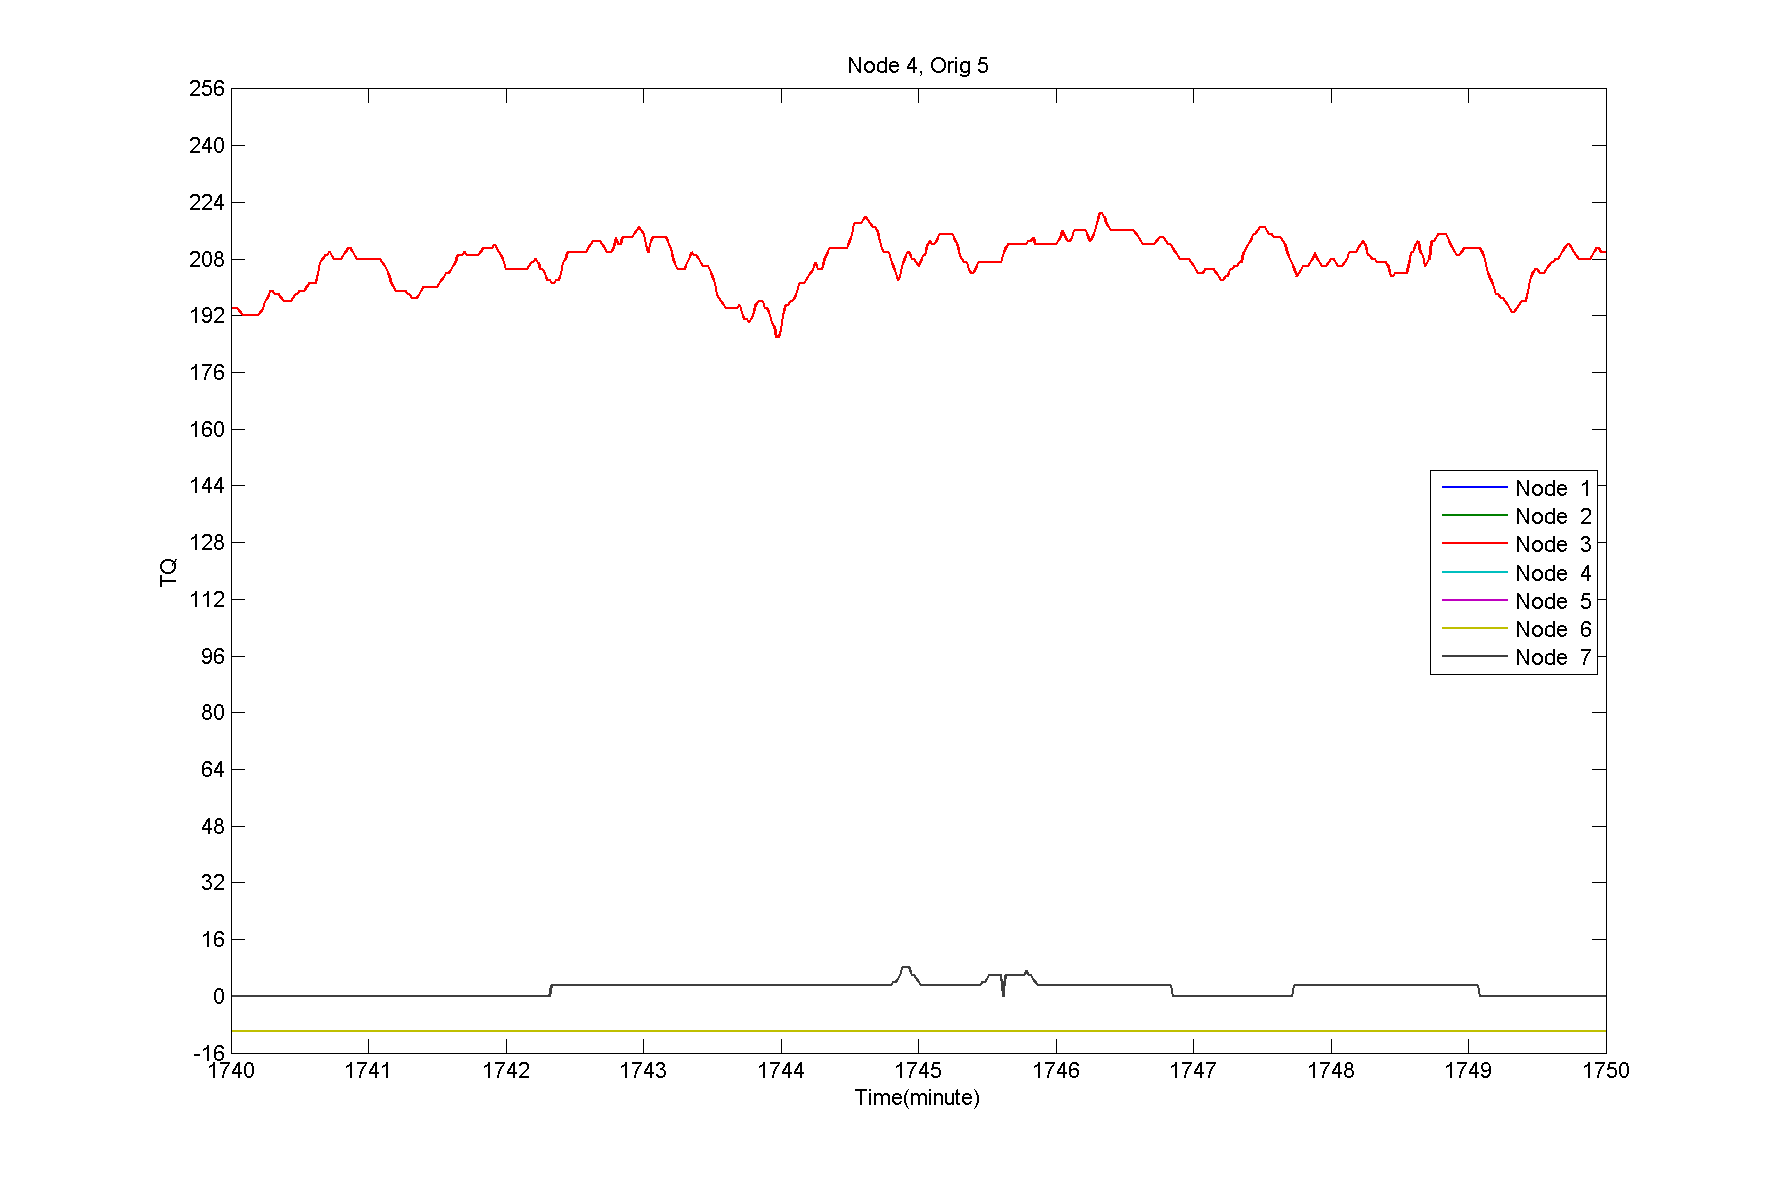 Node 4, Orig 5
256
240
224
208
192
176
160
144
128
112
96
80
64
48
32
16
0
-16
TQ
Node 1
Node 2
Node 3
Node 4
Node 5
Node 6
Node 7
1740 1741 1742 1743 1744 1745 1746 1747 1748 1749 1750
Time(minute)